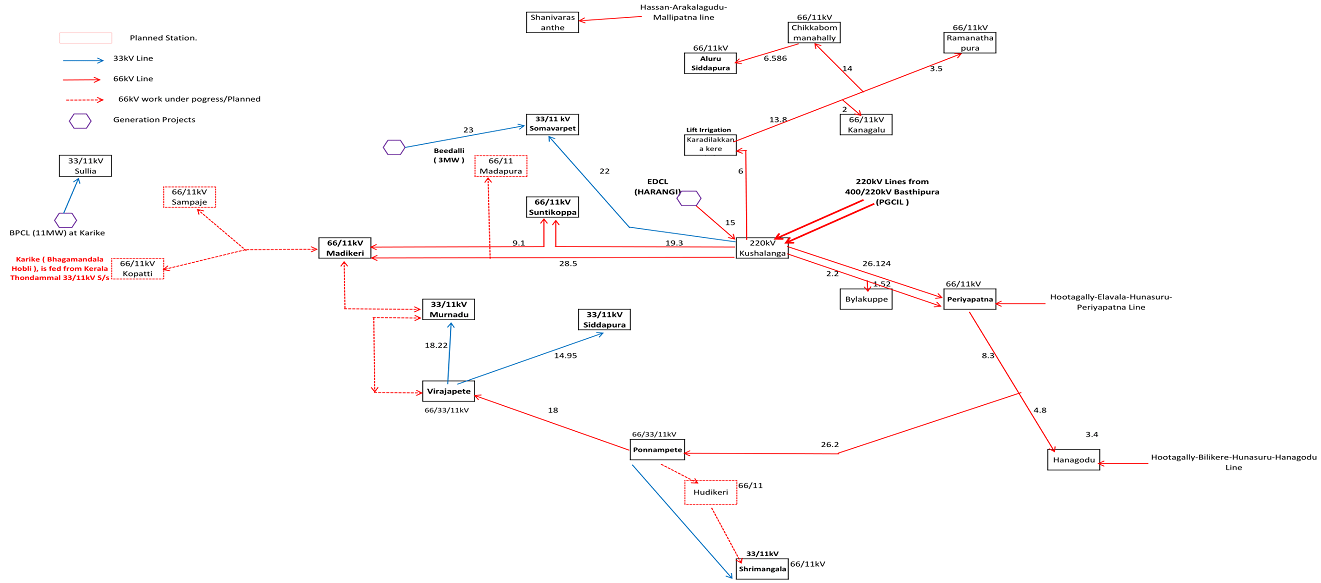 Hassan-Arakalagudu-
Mallipatna line
Shanivaras
anthe
66/11kV
Chikkabom
manahally
66/11kV
Ramanatha
pura
Planned Station.
33kV Line
66kV Line
66kV work under pogress/Planned
Generation Projects
66/11kV
Aluru
Siddapura
6.586
14
3.5
2
13.8
66/11kV
Kanagalu
23
33/11 kV
Somavarpet
Lift Irrigation
Karadilakkan
a kere
Beedalli
( 3MW )
66/11
Madapura
33/11kV
Sullia
22
6
EDCL
(HARANGI)
220kV Lines from
400/220kV Basthipura
(PGCIL )
66/11kV
Sampaje
66/11kV
Suntikoppa
15
BPCL (11MW) at Karike
66/11kV
Madikeri
9.1
19.3
220kV
Kushalanga
28.5
26.124
2.2
1.52
Karike ( Bhagamandala
Hobli ), is fed from Kerala
Thondammal 33/11kV S/s
66/11kV
Kopatti
Bylakuppe
66/11kV
Periyapatna
Hootagally-Elavala-Hunasuru-
Periyapatna Line
33/11kV
Murnadu
33/11kV
Siddapura
18.22
14.95
8.3
Virajapete
66/33/11kV
18
4.8
66/33/11kV
Ponnampete
26.2
3.4
Hanagodu
Hootagally-Bilikere-Hunasuru-Hanagodu
Line
Hudikeri
66/11
33/11kV
Shrimangala
66/11kV